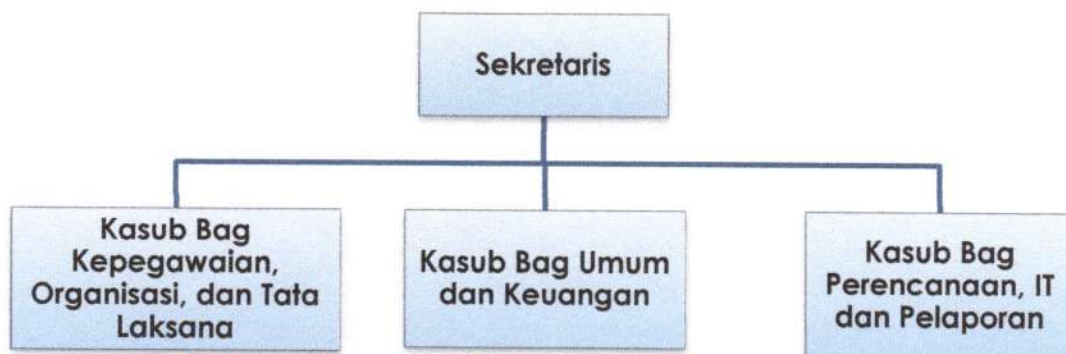 Sekretaris
Kasub Bag
Kepegawaian,
Organisasi, dan Tata
Laksana
Kasub Bag Umum
dan Keuangan
Kasub Bag
Perencanaan, IT
dan Pelaporan